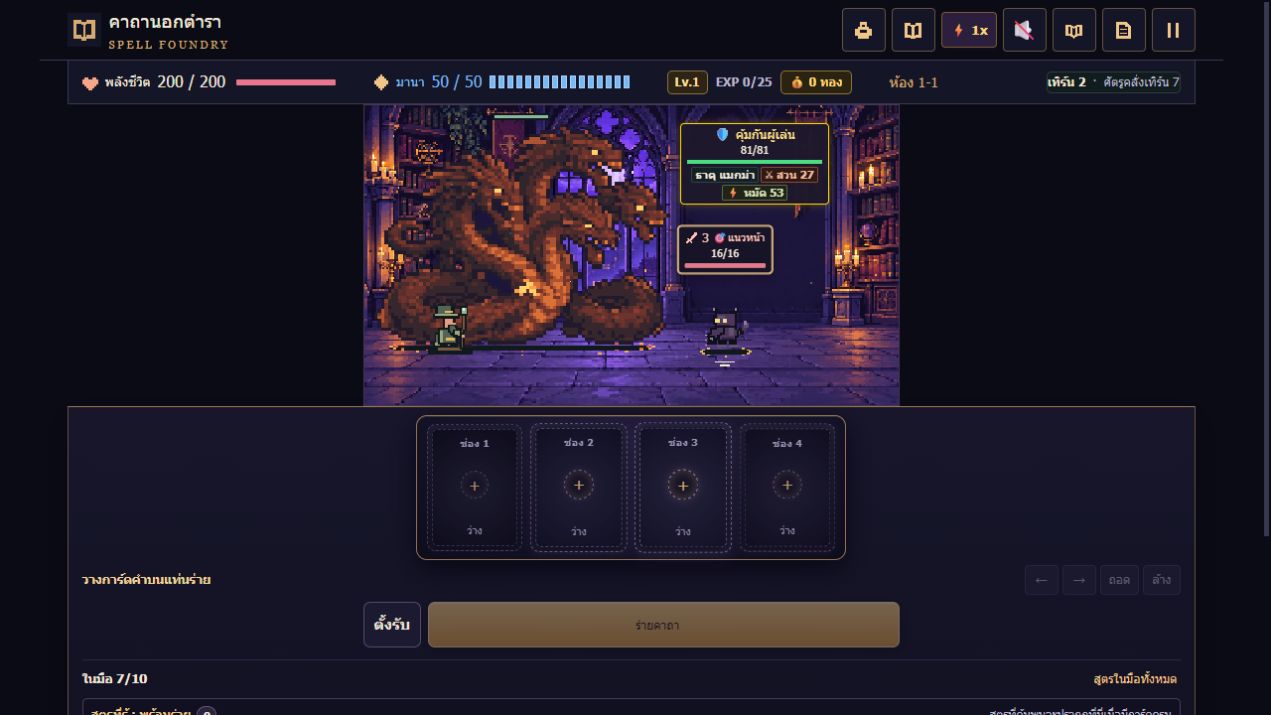 คาถานอกตำรา
SPELL FOUNDRY
1x
พลังชีวิต 200 / 200
มานา 50 / 50
Lv.1
EXP 0/25
0 ทอง
ห้อง 1-1
เทิร์น 2 · ศัตรูคลั่งเทิร์น 7
คุ้มกันผู้เล่น
81/81
ธาตุ แมกม่า
สวน 27
หมัด 53
3 แนวหน้า
16/16
ช่อง 1
ช่อง 2
ช่อง 3
ช่อง 4
+ + + +
ว่าง
ว่าง
ว่าง
ว่าง
วางการ์ดคำบนแท่นร่าย
← → ถอด ล้าง
ตั้งรับ
ร่ายคาถา
ในมือ 7/10
สูตรในมือทั้งหมด